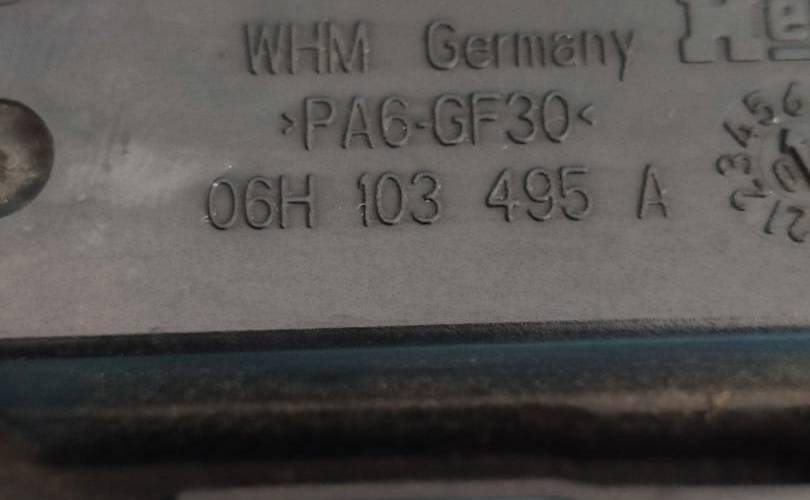 WHM Germany
>PA6-GF30<
06H 103 495 A